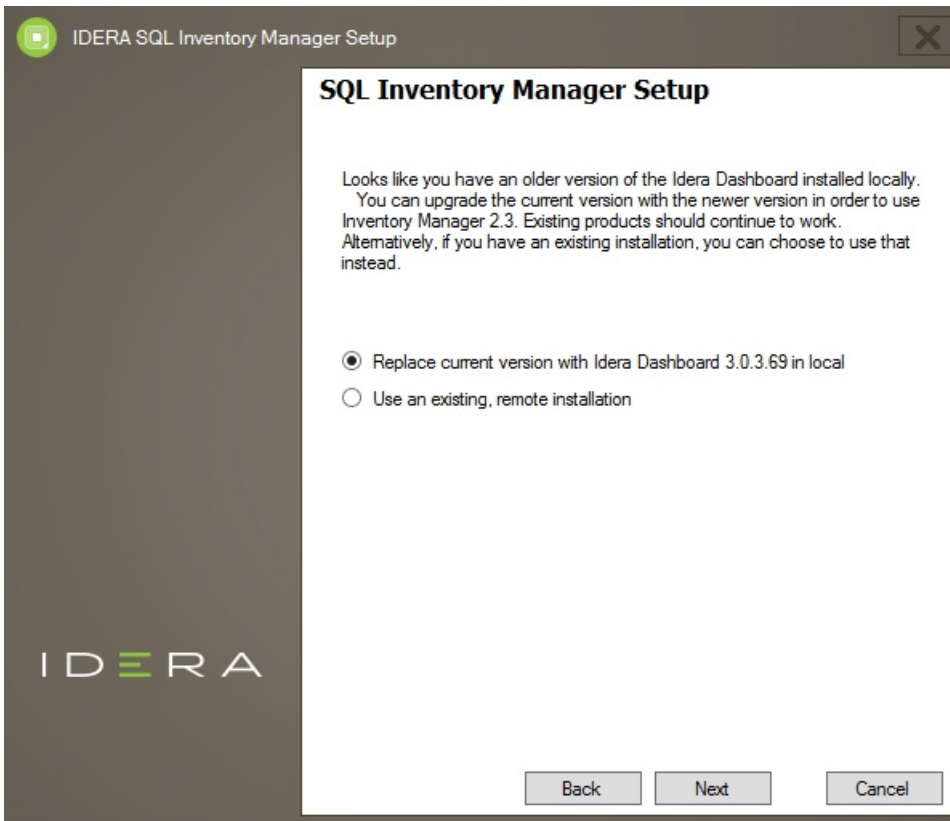 IDERA SQL Inventory Manager Setup
SQL Inventory Manager Setup
Looks like you have an older version of the Idera Dashboard installed locally.
You can upgrade the current version with the newer version in order to use
Inventory Manager 2.3. Existing products should continue to work.
Alternatively, if you have an existing installation, you can choose to use that
instead.
Replace current version with Idera Dashboard 3.0.3.69 in local
Use an existing, remote installation
IDERA
Back Next Cancel